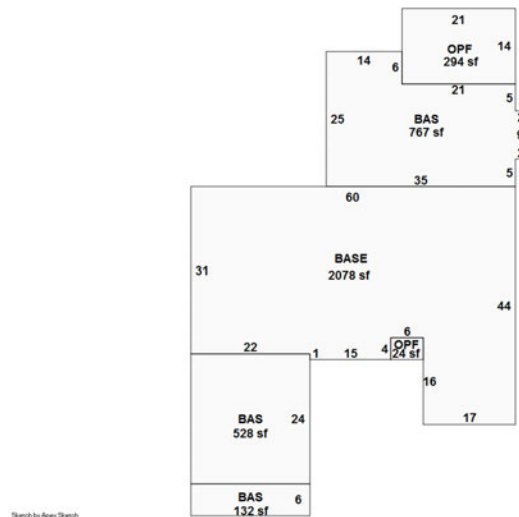 21
OPF
294 sf
14
14
6
21
5
25
BAS
767 sf
5
35
60
31
BASE
2078 sf
44
6
OPF
24 sf
4
22
1
15
16
17
BAS
528 sf
24
BAS
132 sf
6
Sketch by Apex Sketch